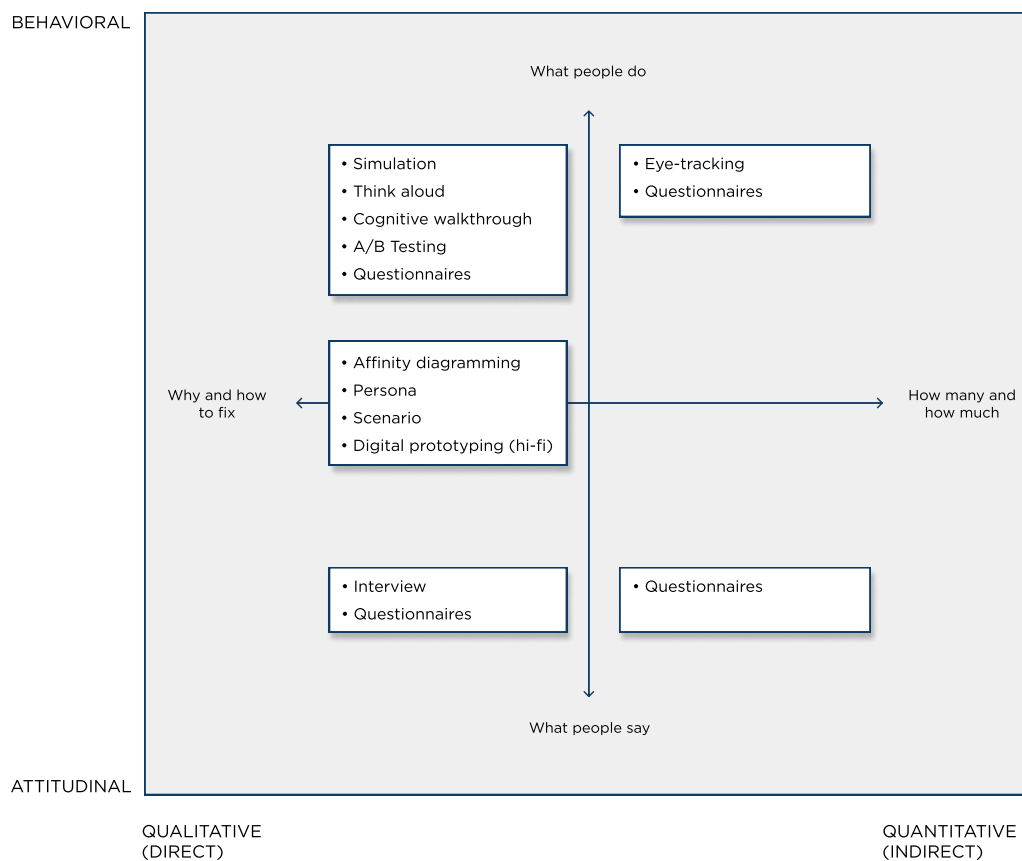 BEHAVIORAL
What people do
• Simulation
• Think aloud
• Cognitive walkthrough
• A/B Testing
• Questionnaires
• Eye-tracking
• Questionnaires
Why and how
to fix
• Affinity diagramming
• Persona
• Scenario
• Digital prototyping (hi-fi)
How many and
how much
• Interview
• Questionnaires
• Questionnaires
What people say
ATTITUDINAL
QUALITATIVE
(DIRECT)
QUANTITATIVE
(INDIRECT)